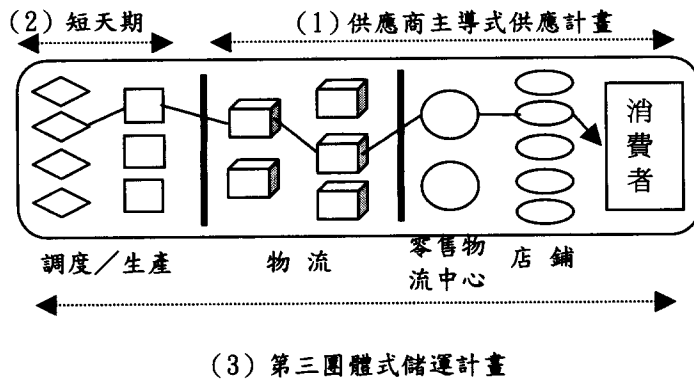 (2) 短天期
(1) 供應商主導式供應計畫
消費者
調度／生產
物流
零售物
流中心
店鋪
(3) 第三團體式儲運計畫